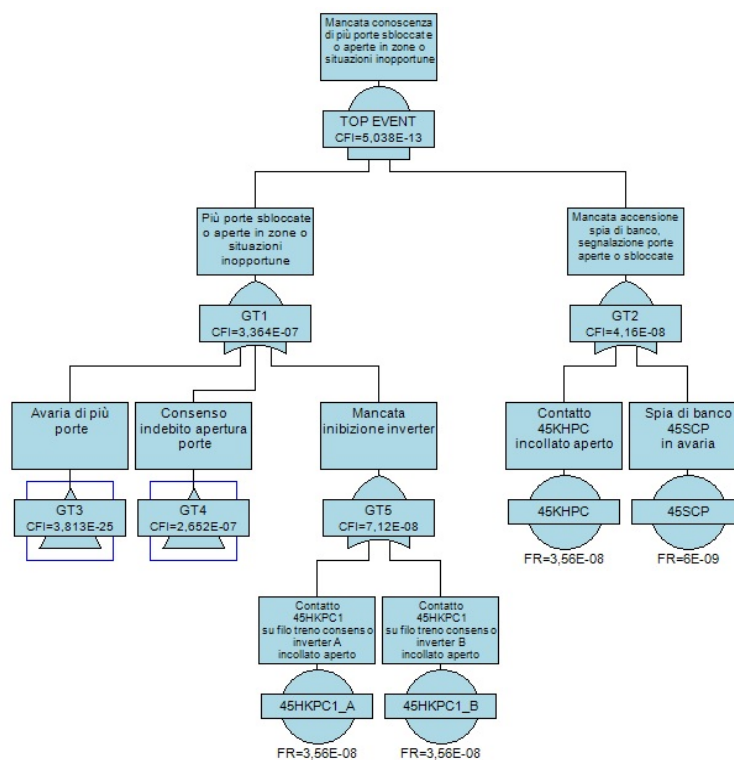 Mancata conoscenza
di più porte sbloccate
o aperte in zone o
situazioni inopportune
TOP EVENT
CFI=5,038E-13
Più porte sbloccate
o aperte in zone o
situazioni
inopportune
Mancata accensione
spia di banco,
segnalazione porte
aperte o sbloccate
GT1
CFI=3,364E-07
GT2
CFI=4,16E-08
Avaria di più
porte
Consenso
indebito apertura
porte
Mancata
inibizione inverter
Contatto
45KHPC
incollato aperto
Spia di banco
45SCP
in avaria
GT3
CFI=3,813E-25
GT4
CFI=2,652E-07
GT5
CFI=7,12E-08
45KHPC
FR=3,56E-08
45SCP
FR=6E-09
Contatto
45HKPC1
su filo treno consenso
inverter A
incollato aperto
Contatto
45HKPC1
su filo treno consenso
inverter B
incollato aperto
45HKPC1_A
FR=3,56E-08
45HKPC1_B
FR=3,56E-08